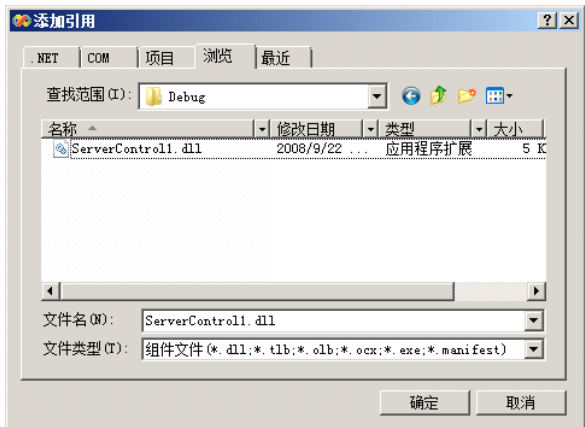 添加引用
.NET COM 项目 浏览 最近
查找范围(I): Debug
名称 修改日期 类型 大小
ServerControl1.dll 2008/9/22 ... 应用程序扩展 5 K
文件名(N): ServerControl1.dll
文件类型(T): 组件文件(*.dll;*.tlb;*.olb;*.ocx;*.exe;*.manifest)
确定 取消